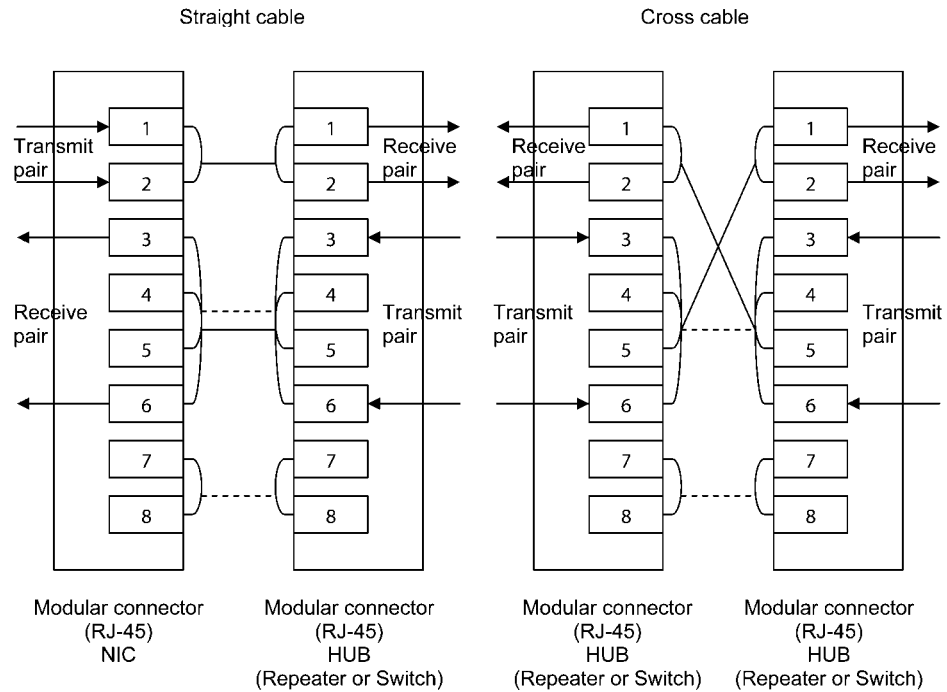 Straight cable
Cross cable
1
2
3
4
5
6
7
8
Transmit
pair
Receive
pair
1
2
3
4
5
6
7
8
Receive
pair
Transmit
pair
1
2
3
4
5
6
7
8
Receive
pair
Transmit
pair
1
2
3
4
5
6
7
8
Receive
pair
Transmit
pair
Modular connector
(RJ-45)
NIC
Modular connector
(RJ-45)
HUB
(Repeater or Switch)
Modular connector
(RJ-45)
HUB
(Repeater or Switch)
Modular connector
(RJ-45)
HUB
(Repeater or Switch)